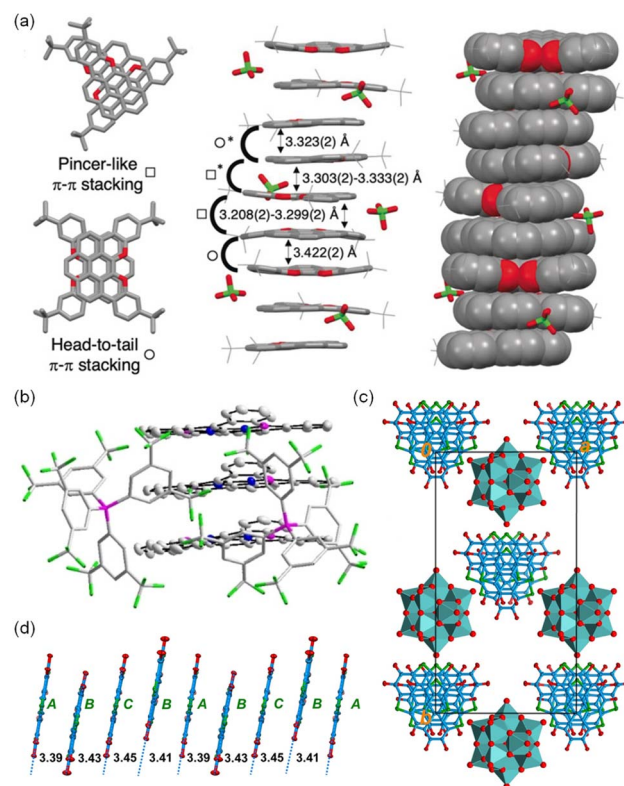 (a)
Pincer-like □
π-π stacking
Head-to-tail
π-π stacking ○
○*
3.323(2) Å
□*
3.303(2)-3.333(2) Å
□ 3.208(2)-3.299(2) Å
○
3.422(2) Å
(b)
(c)
(d)
A B C B A B C B A
3.39 3.43 3.45 3.41 3.39 3.43 3.45 3.41